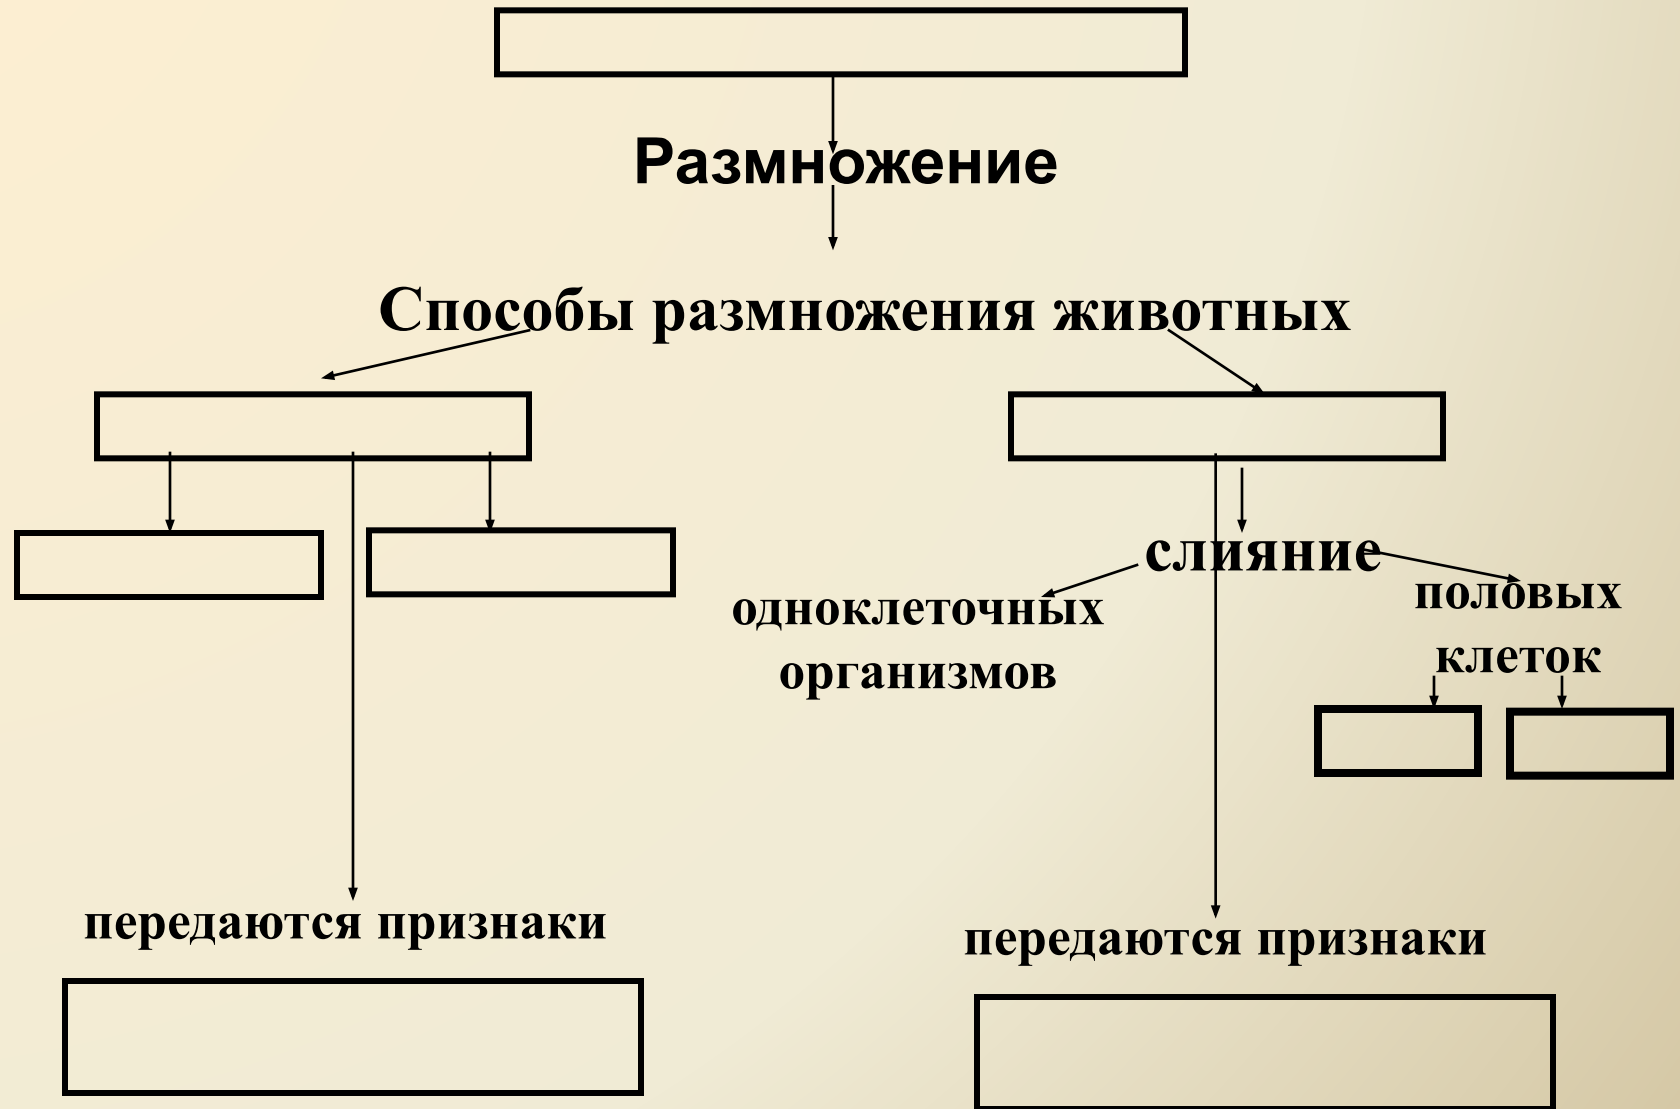 Размножение
Способы размножения животных
слияние
одноклеточных
организмов
половых
клеток
передаются признаки
передаются признаки